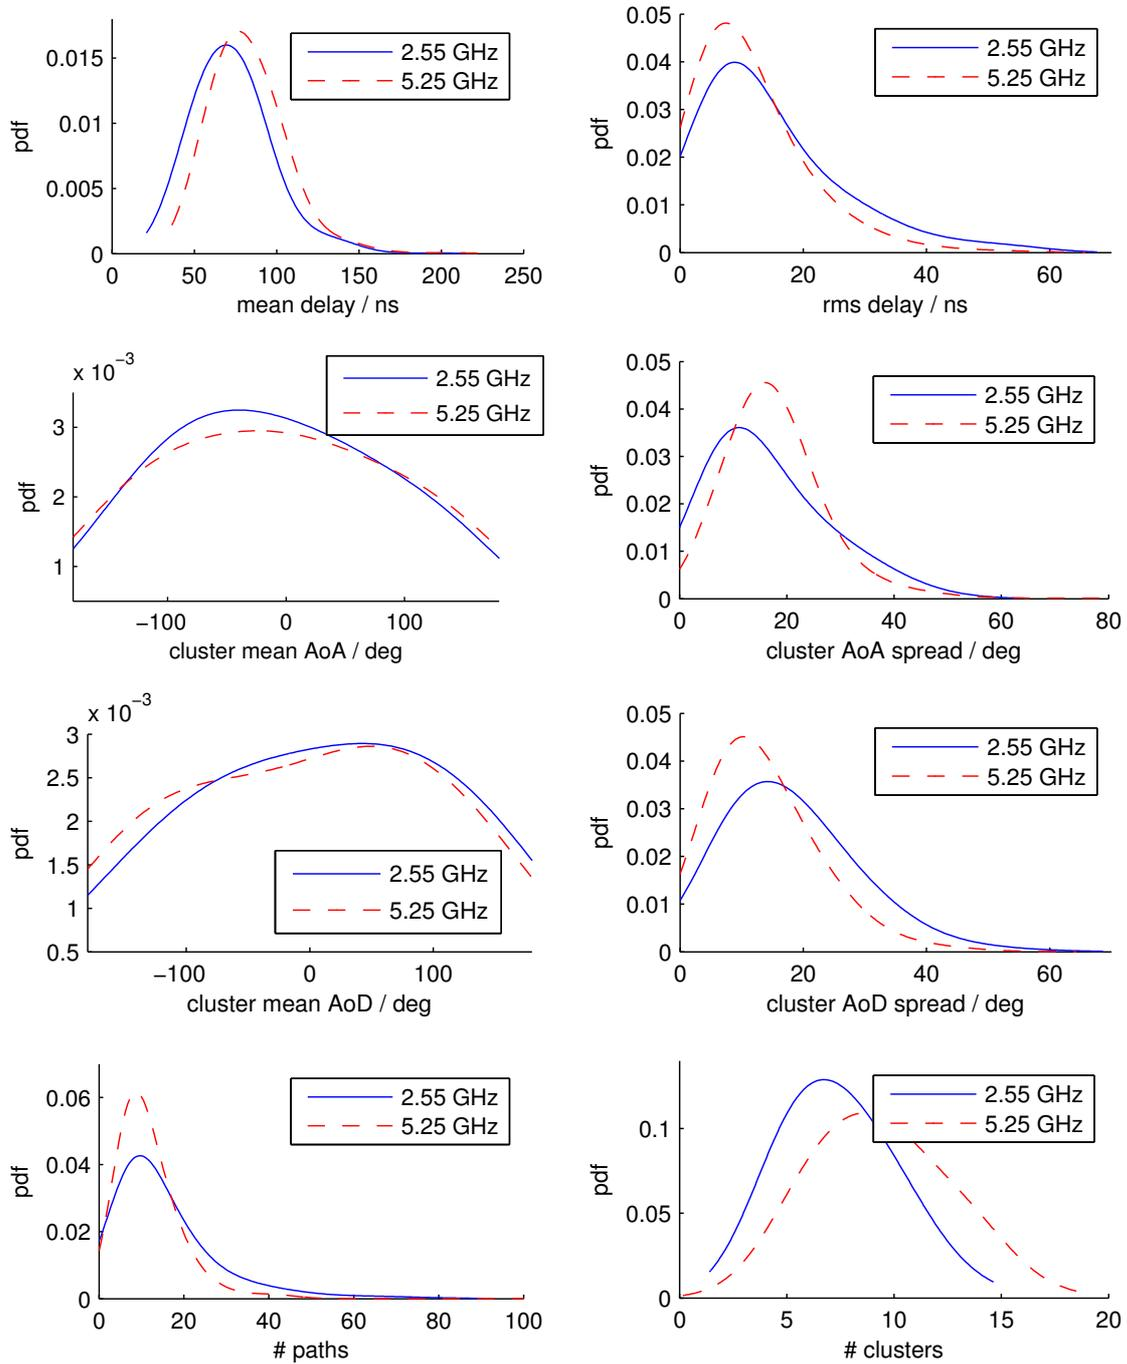 0.015
0.01
0.005
0
pdf
2.55 GHz
5.25 GHz
0 50 100 150 200 250
mean delay / ns
0.05
0.04
0.03
0.02
0.01
0
pdf
2.55 GHz
5.25 GHz
0 20 40 60
rms delay / ns
x 10−3
3
2
1
pdf
2.55 GHz
5.25 GHz
−100 0 100
cluster mean AoA / deg
0.05
0.04
0.03
0.02
0.01
0
pdf
2.55 GHz
5.25 GHz
0 20 40 60 80
cluster AoA spread / deg
x 10−3
3
2.5
2
1.5
1
0.5
pdf
2.55 GHz
5.25 GHz
−100 0 100
cluster mean AoD / deg
0.05
0.04
0.03
0.02
0.01
0
pdf
2.55 GHz
5.25 GHz
0 20 40 60
cluster AoD spread / deg
0.06
0.04
0.02
0
pdf
2.55 GHz
5.25 GHz
0 20 40 60 80 100
# paths
0.1
0.05
0
pdf
2.55 GHz
5.25 GHz
0 5 10 15 20
# clusters